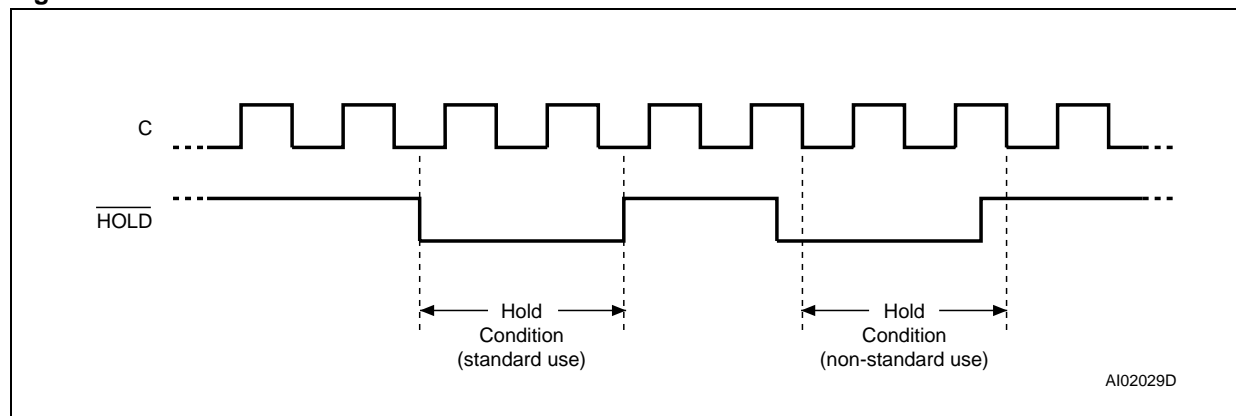 C
HOLD
Hold
Condition
(standard use)
Hold
Condition
(non-standard use)
AI02029D